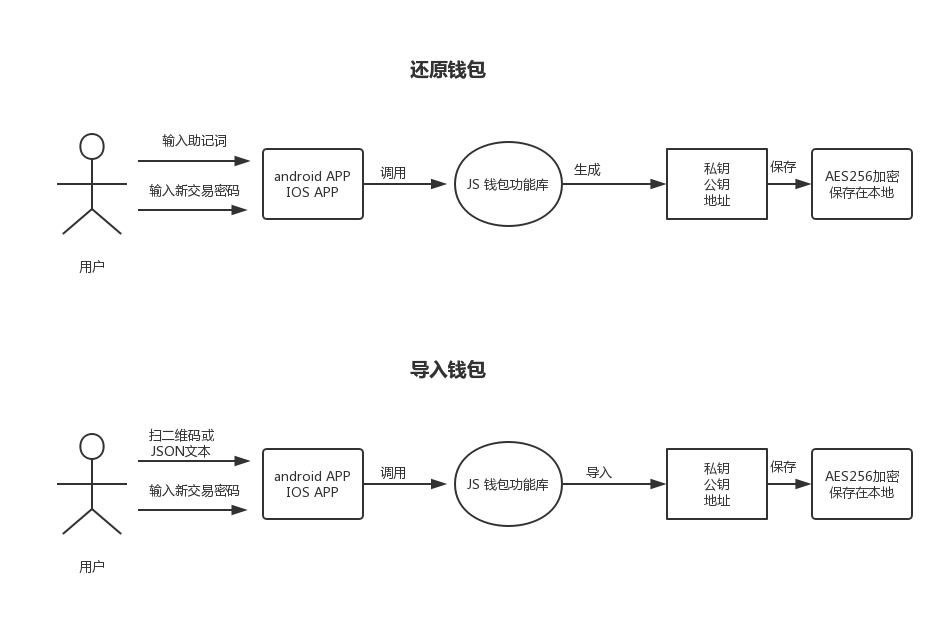 还原钱包
输入助记词
输入新交易密码
用户
android APP
IOS APP
调用
JS 钱包功能库
生成
私钥
公钥
地址
保存
AES256加密
保存在本地
导入钱包
扫二维码或
JSON文本
输入新交易密码
用户
android APP
IOS APP
调用
JS 钱包功能库
导入
私钥
公钥
地址
保存
AES256加密
保存在本地